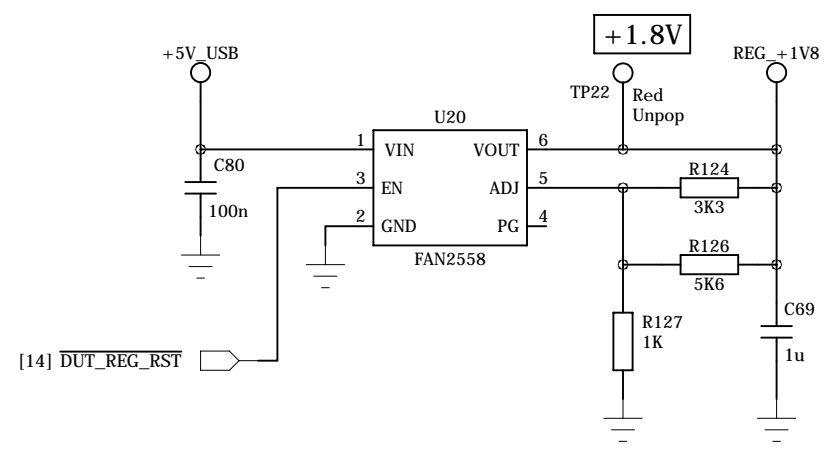 +1.8V
+5V_USB
REG_+1V8
TP22
Red
Unpop
U20
1
VIN
VOUT
6
C80
100n
3
EN
ADJ
5
R124
3K3
2
GND
PG
4
FAN2558
R126
5K6
R127
1K
C69
1u
[14] DUT_REG_RST